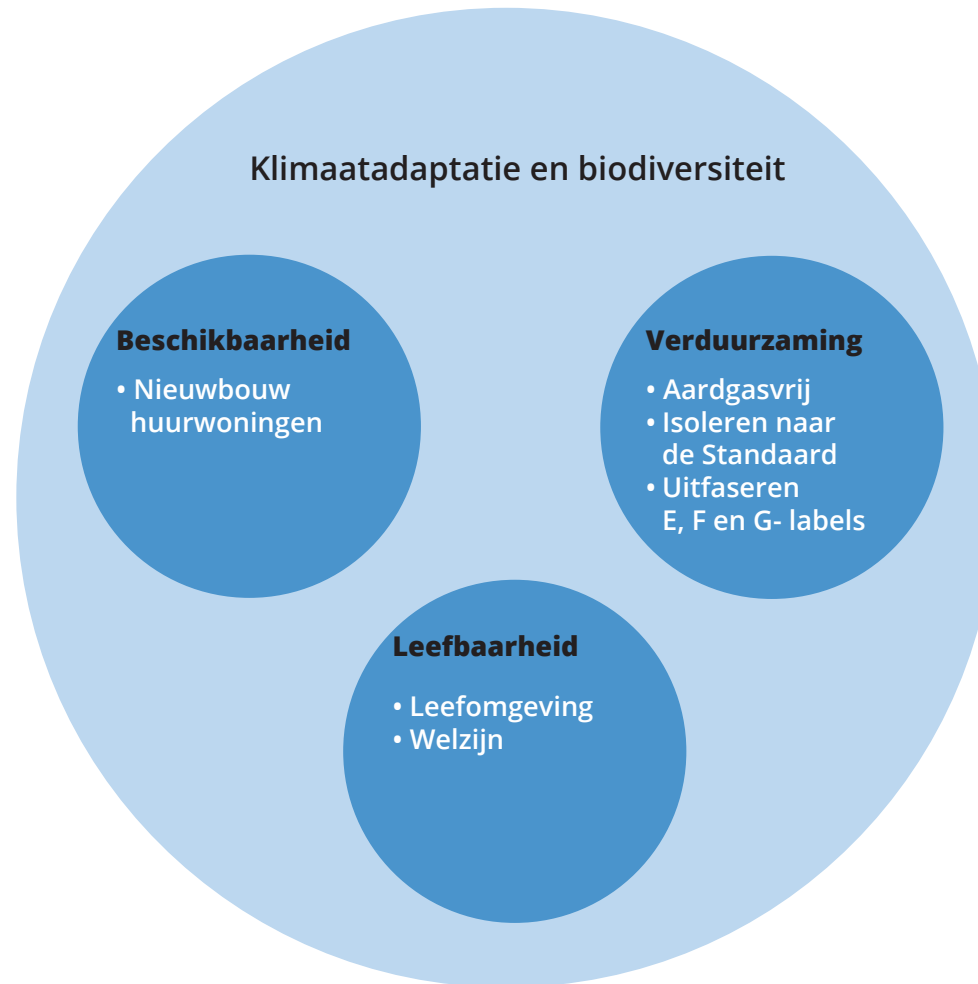 Klimaatadaptatie en biodiversiteit
Beschikbaarheid
• Nieuwbouw
huurwoningen
Verduurzaming
• Aardgasvrij
• Isoleren naar
de Standaard
• Uitfaseren
E, F en G- labels
Leefbaarheid
• Leefomgeving
• Welzijn